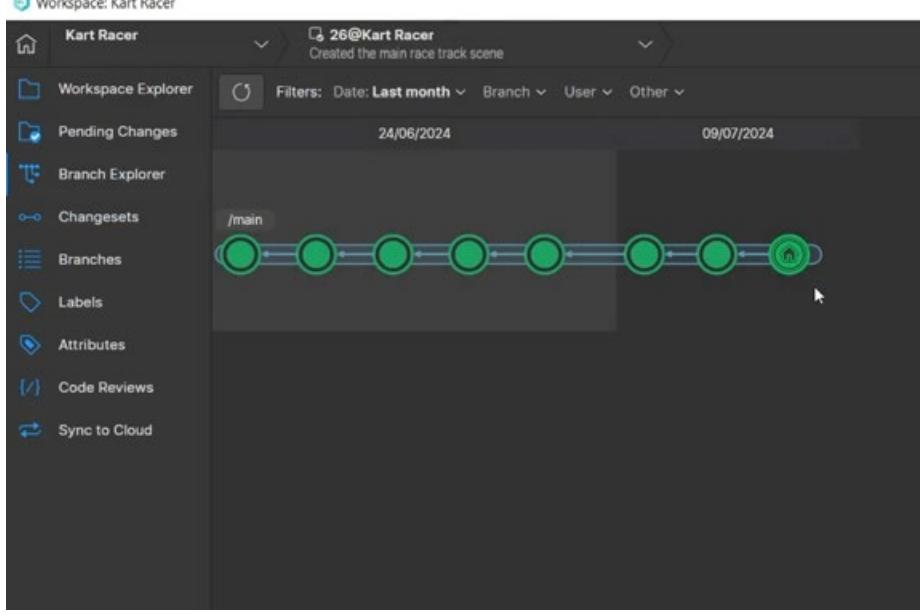 Workspace: Kart Racer
Kart Racer
26@Kart Racer
Created the main race track scene
Workspace Explorer
Filters: Date: Last month Branch User Other
Pending Changes
24/06/2024 09/07/2024
Branch Explorer
Changesets
/main
Branches
Labels
Attributes
{/} Code Reviews
Sync to Cloud